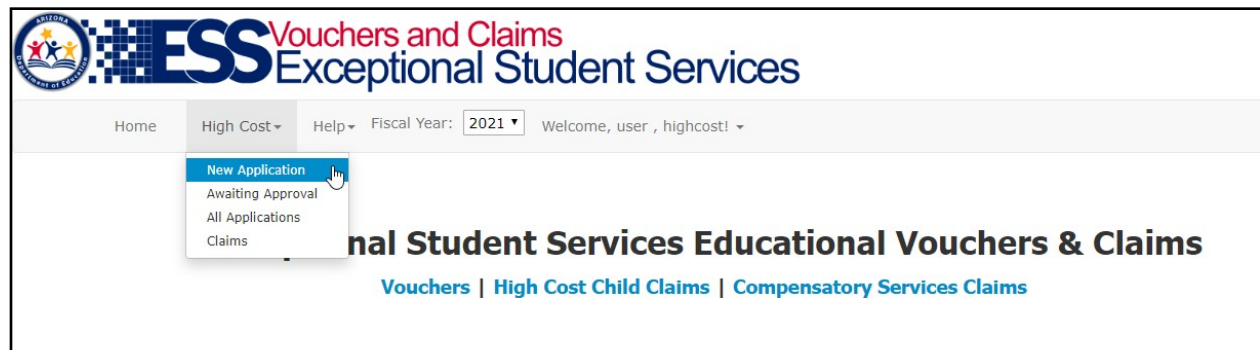 ARIZONA
Department of Education
ESS
Vouchers and Claims
Exceptional Student Services
Home High Cost Help Fiscal Year: 2021 Welcome, user , highcost!
New Application
Awaiting Approval
All Applications
Claims
nal Student Services Educational Vouchers & Claims
Vouchers | High Cost Child Claims | Compensatory Services Claims